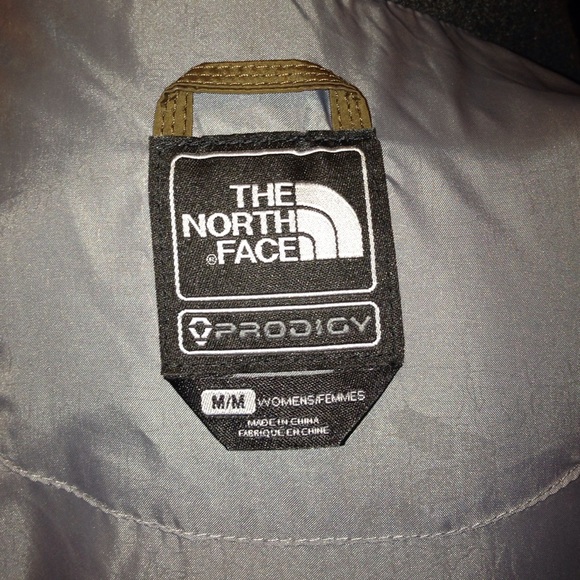 THE
NORTH
®FACE
PRODIGY
M/M WOMENS/FEMMES
MADE IN CHINA
FABRIQUE EN CHINE